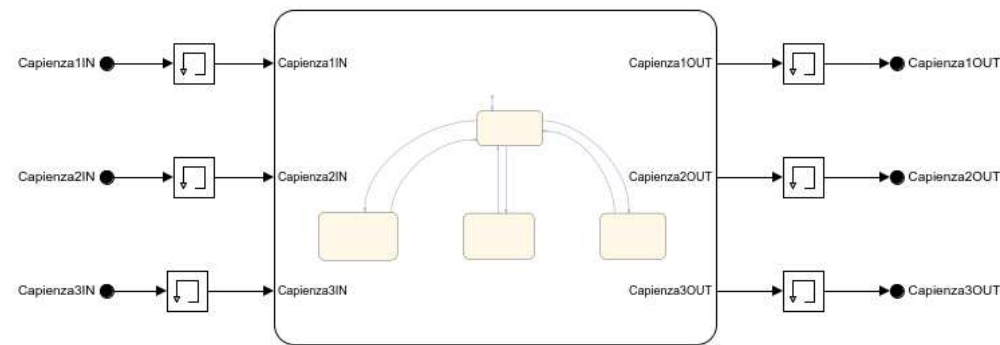 Capienza1IN
Capienza1IN
Capienza1OUT
Capienza1OUT
Capienza2IN
Capienza2IN
Capienza2OUT
Capienza2OUT
Capienza3IN
Capienza3IN
Capienza3OUT
Capienza3OUT